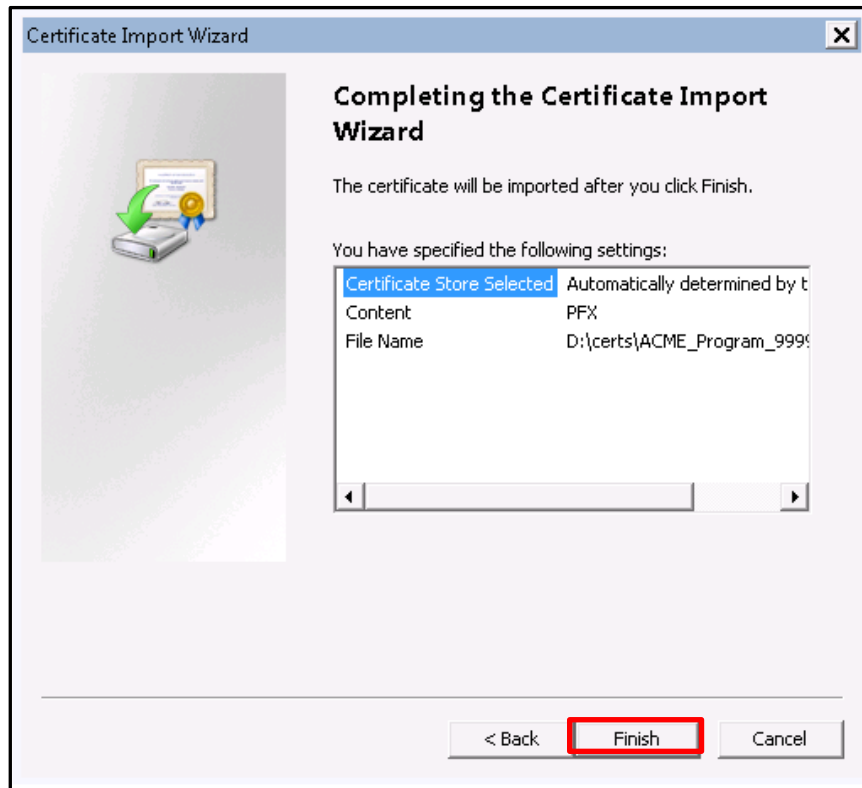 Certificate Import Wizard
Completing the Certificate Import
Wizard
The certificate will be imported after you click Finish.
You have specified the following settings:
Certificate Store Selected Automatically determined by t
Content PFX
File Name D:\certs\ACME_Program_9999
< Back Finish Cancel